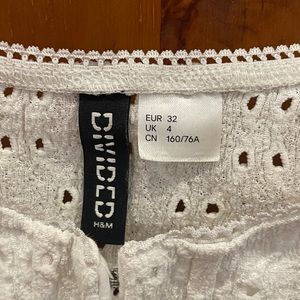 DIVIDED
H&M
EUR 32
UK 4
CN 160/76A